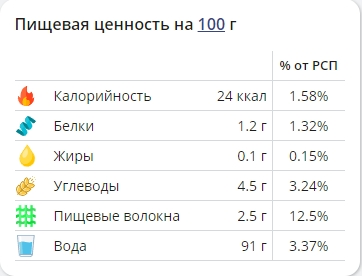 Пищевая ценность на 100 г
% от РСП
Калорийность 24 ккал 1.58%
Белки 1.2 г 1.32%
Жиры 0.1 г 0.15%
Углеводы 4.5 г 3.24%
Пищевые волокна 2.5 г 12.5%
Вода 91 г 3.37%